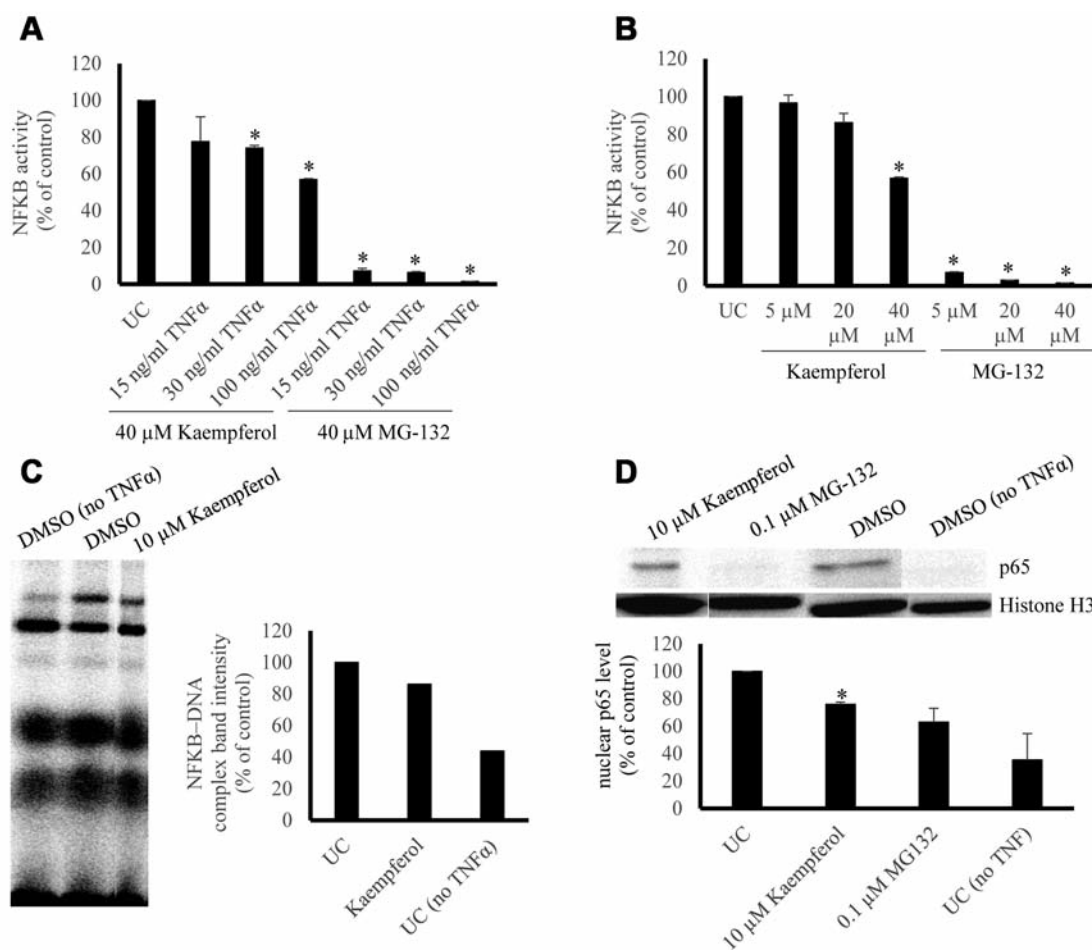 A
NFKB activity
(% of control)
120
100
80
60
40
20
0
UC
15 ng/ml TNFα
30 ng/ml TNFα
100 ng/ml TNFα
15 ng/ml TNFα
30 ng/ml TNFα
100 ng/ml TNFα
* * * * *
40 µM Kaempferol
40 µM MG-132
B
NFKB activity
(% of control)
120
100
80
60
40
20
0
* * * *
UC
5 µM
20 µM
40 µM
5 µM
20 µM
40 µM
Kaempferol
MG-132
C
DMSO (no TNFα)
DMSO
10 µM Kaempferol
NFKB–DNA
complex band intensity
(% of control)
120
100
80
60
40
20
0
UC
Kaempferol
UC (no TNFα)
D
10 µM Kaempferol
0.1 µM MG-132
DMSO
DMSO (no TNFα)
p65
Histone H3
nuclear p65 level
(% of control)
100
80
60
40
20
0
*
UC
10 µM Kaempferol
0.1 µM MG132
UC (no TNF)